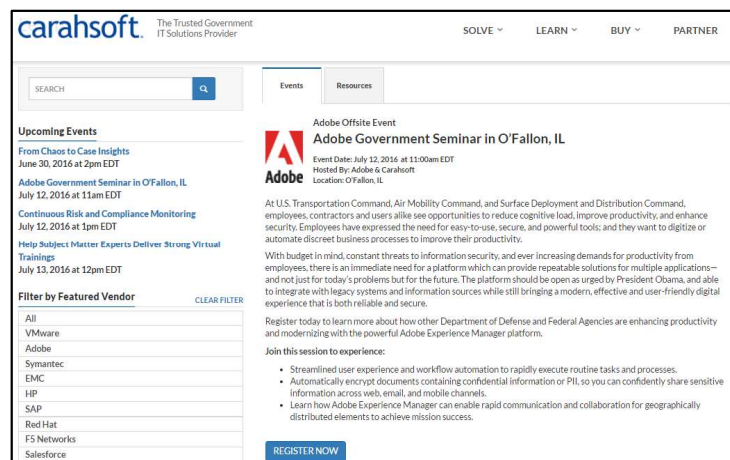 carahsoft.
The Trusted Government
IT Solutions Provider
SOLVE
LEARN
BUY
PARTNER
SEARCH
Upcoming Events
From Chaos to Case Insights
June 30, 2016 at 2pm EDT
Adobe Government Seminar in O'Fallon, IL
July 12, 2016 at 11am EDT
Continuous Risk and Compliance Monitoring
July 12, 2016 at 1pm EDT
Help Subject Matter Experts Deliver Strong Virtual
Trainings
July 13, 2016 at 12pm EDT
Filter by Featured Vendor
CLEAR FILTER
All
VMware
Adobe
Symantec
EMC
HP
SAP
Red Hat
F5 Networks
Salesforce
Events
Resources
Adobe
Adobe Offsite Event
Adobe Government Seminar in O'Fallon, IL
Event Date: July 12, 2016 at 11:00am EDT
Hosted By: Adobe & Carahsoft
Location: O'Fallon, IL
At U.S. Transportation Command, Air Mobility Command, and Surface Deployment and Distribution Command,
employees, contractors and users alike see opportunities to reduce cognitive load, improve productivity, and enhance
security. Employees have expressed the need for easy-to-use, secure, and powerful tools; and they want to digitize or
automate discreet business processes to improve their productivity.
With budget in mind, constant threats to information security, and ever increasing demands for productivity from
employees, there is an immediate need for a platform which can provide repeatable solutions for multiple applications—
and not just for today's problems but for the future. The platform should be open as urged by President Obama, and able
to integrate with legacy systems and information sources while still bringing a modern, effective and user-friendly digital
experience that is both reliable and secure.
Register today to learn more about how other Department of Defense and Federal Agencies are enhancing productivity
and modernizing with the powerful Adobe Experience Manager platform.
Join this session to experience:
• Streamlined user experience and workflow automation to rapidly execute routine tasks and processes.
• Automatically encrypt documents containing confidential information or PII, so you can confidently share sensitive
information across web, email, and mobile channels.
• Learn how Adobe Experience Manager can enable rapid communication and collaboration for geographically
distributed elements to achieve mission success.
REGISTER NOW